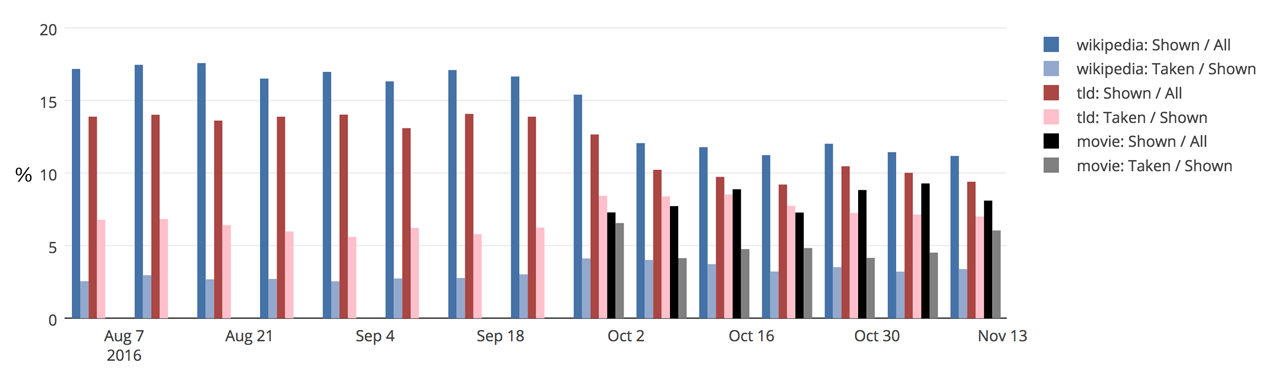 20
15
% 10
5
0
Aug 7 Aug 21 Sep 4 Sep 18 Oct 2 Oct 16 Oct 30 Nov 13
2016
wikipedia: Shown / All
wikipedia: Taken / Shown
tld: Shown / All
tld: Taken / Shown
movie: Shown / All
movie: Taken / Shown